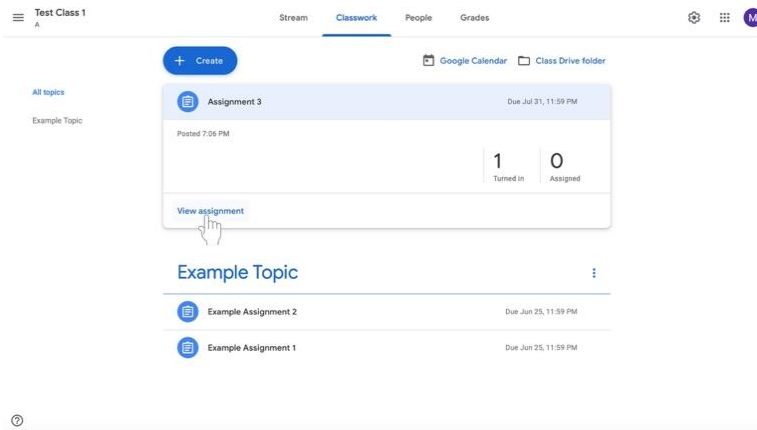 Test Class 1
A
Stream
Classwork
People
Grades
M
+ Create
Google Calendar
Class Drive folder
All topics
Example Topic
Assignment 3
Due Jul 31, 11:59 PM
Posted 7:06 PM
1
Turned in
0
Assigned
View assignment
Example Topic
Example Assignment 2
Due Jun 25, 11:59 PM
Example Assignment 1
Due Jun 25, 11:59 PM
?